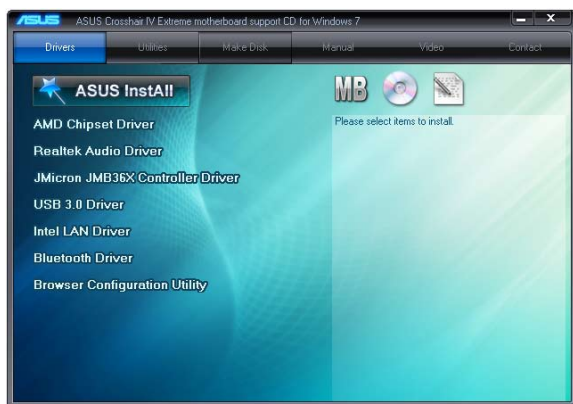 ASUS ASUS Crosshair IV Extreme motherboard support CD for Windows 7
Drivers Utilities Make Disk Manual Video Contact
ASUS InstAll
MB
Please select items to install.
AMD Chipset Driver
Realtek Audio Driver
JMicron JMB36X Controller Driver
USB 3.0 Driver
Intel LAN Driver
Bluetooth Driver
Browser Configuration Utility